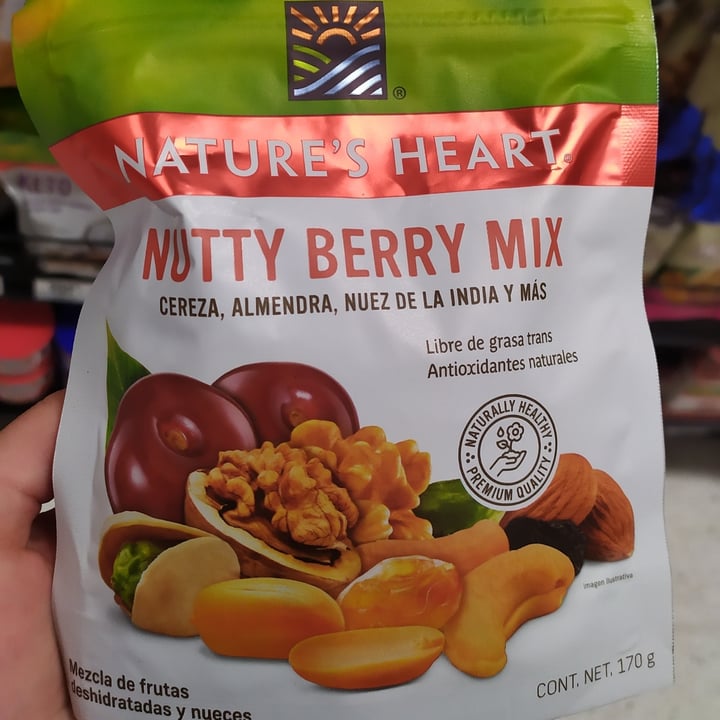 NATURE'S HEART®
NUTTY BERRY MIX
CEREZA, ALMENDRA, NUEZ DE LA INDIA Y MÁS
Libre de grasa trans
Antioxidantes naturales
NATURALLY HEALTHY
PREMIUM QUALITY
Imagen Ilustrativa
Mezcla de frutas
deshidratadas y nueces
CONT. NET. 170 g
KETO